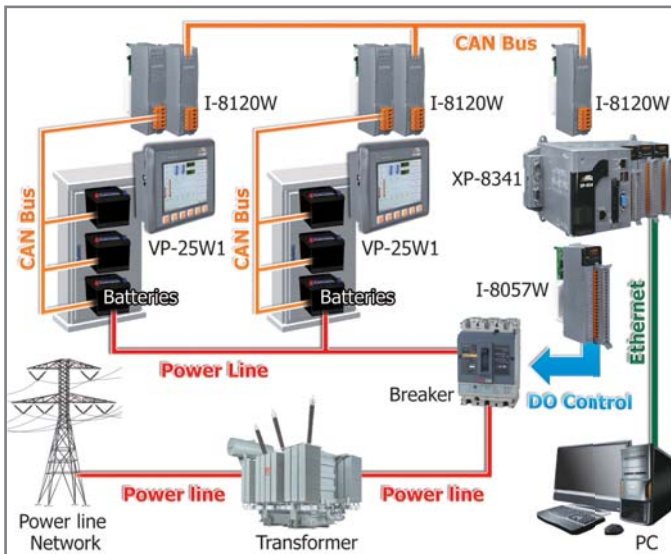 CAN Bus
I-8120W
I-8120W
I-8120W
XP-8341
CAN Bus
VP-25W1
CAN Bus
VP-25W1
Batteries
Batteries
I-8057W
Ethernet
Power Line
Breaker
DO Control
Power line
Power line
Power line
Network
Transformer
PC